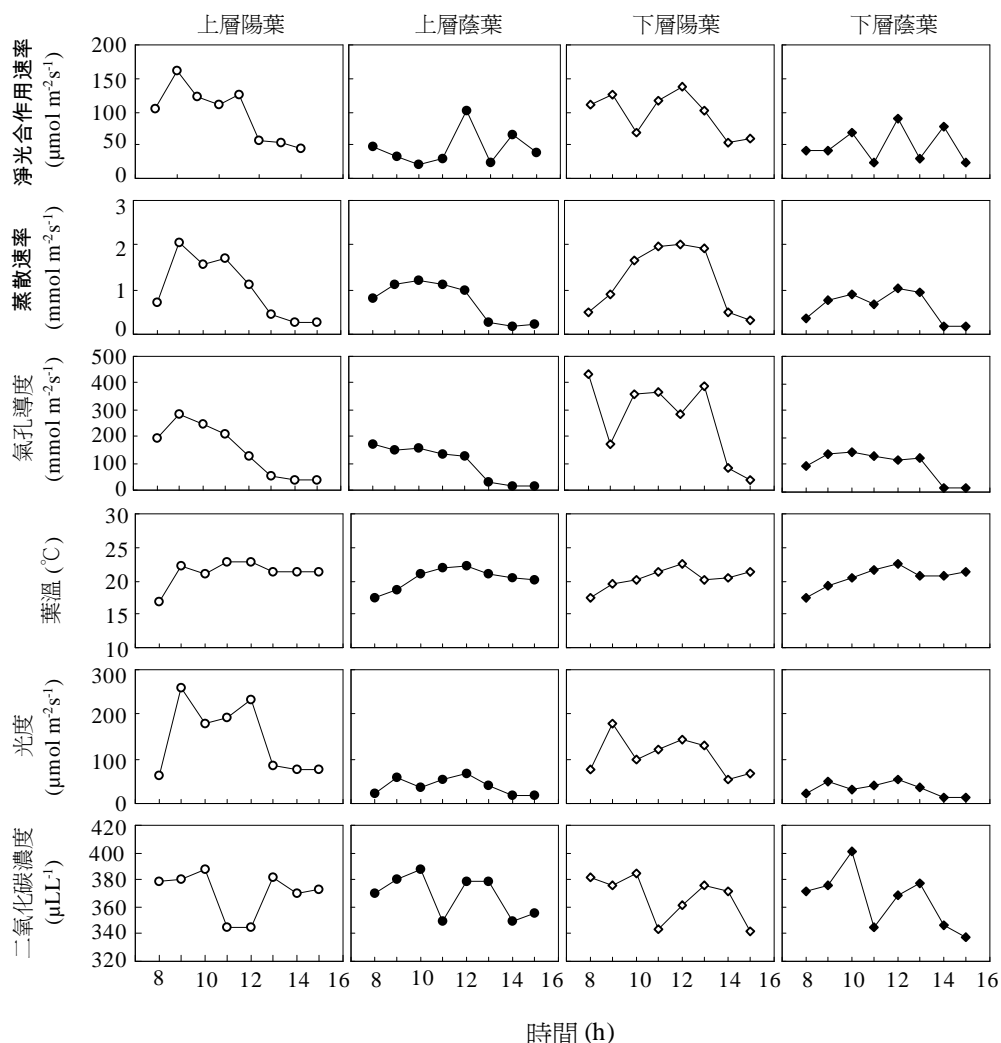 上層陽葉 上層蔭葉 下層陽葉 下層蔭葉
淨光合作用速率
(μmol m⁻²s⁻¹)
200
150
100
50
0
蒸散速率
(mmol m⁻²s⁻¹)
3
2
1
0
氣孔導度
(mmol m⁻²s⁻¹)
500
400
300
200
100
0
葉溫 (℃)
30
25
20
15
10
光度
(μmol m⁻²s⁻¹)
300
200
100
0
二氧化碳濃度
(μLL⁻¹)
420
400
380
360
340
320
8 10 12 14 16 8 10 12 14 16 8 10 12 14 16 8 10 12 14 16
時間 (h)